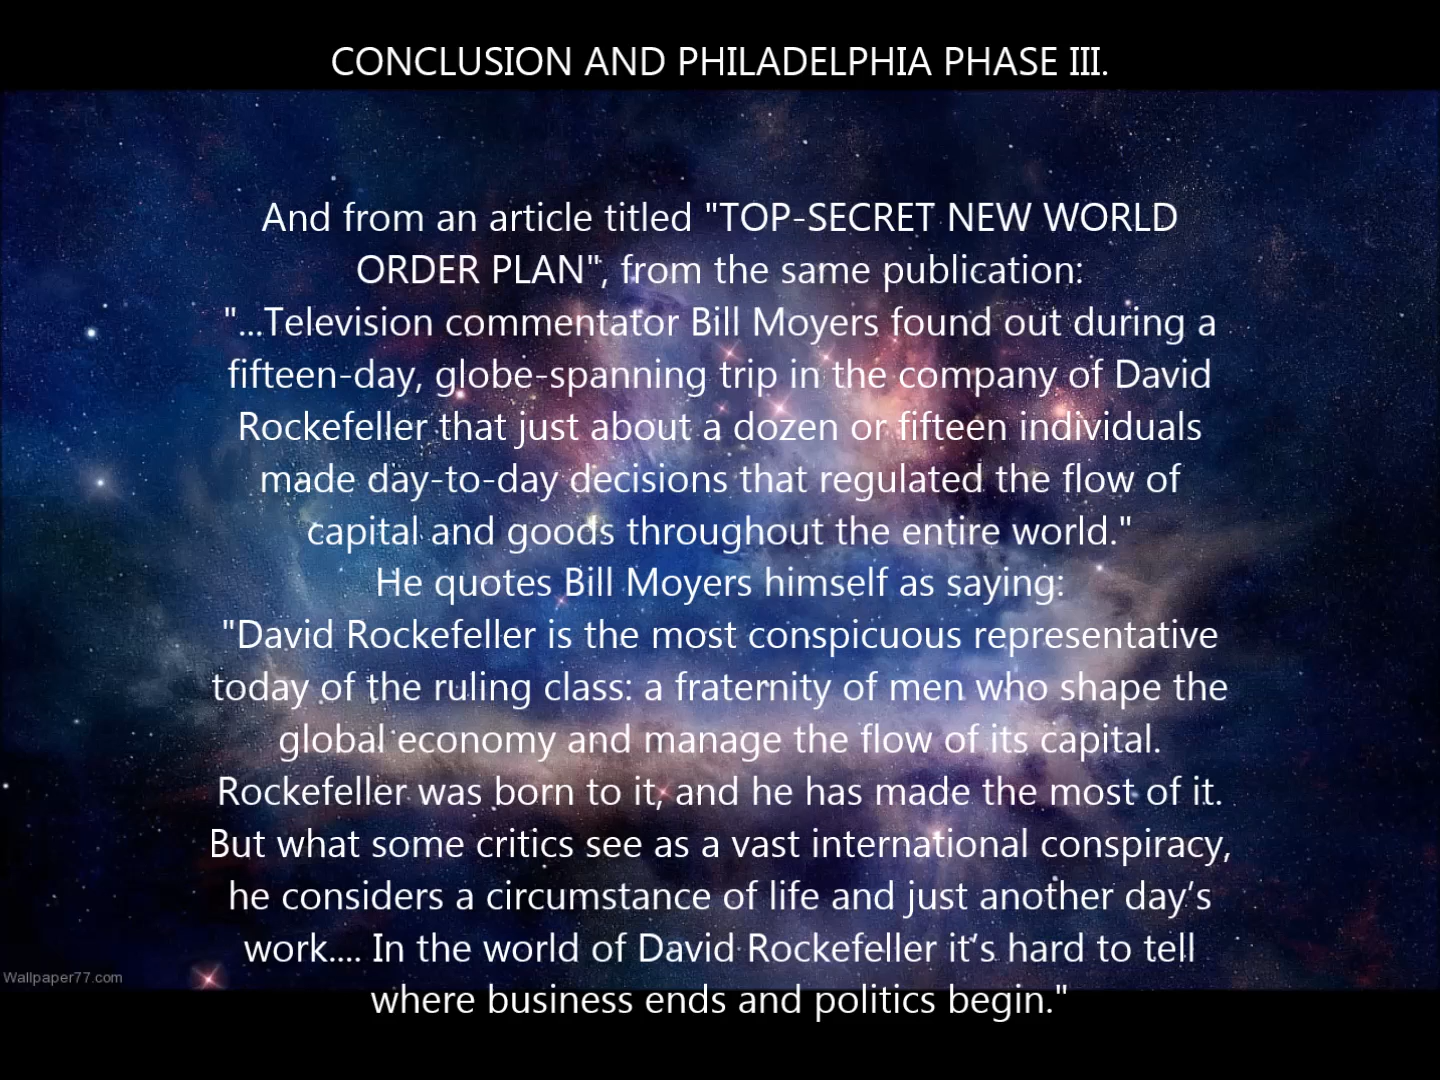 CONCLUSION AND PHILADELPHIA PHASE III.
And from an article titled "TOP-SECRET NEW WORLD
ORDER PLAN", from the same publication:
"...Television commentator Bill Moyers found out during a
fifteen-day, globe-spanning trip in the company of David
Rockefeller that just about a dozen or fifteen individuals
made day-to-day decisions that regulated the flow of
capital and goods throughout the entire world."
He quotes Bill Moyers himself as saying:
"David Rockefeller is the most conspicuous representative
today of the ruling class: a fraternity of men who shape the
global economy and manage the flow of its capital.
Rockefeller was born to it, and he has made the most of it.
But what some critics see as a vast international conspiracy,
he considers a circumstance of life and just another day’s
work.... In the world of David Rockefeller it’s hard to tell
where business ends and politics begin."
Wallpaper77.com